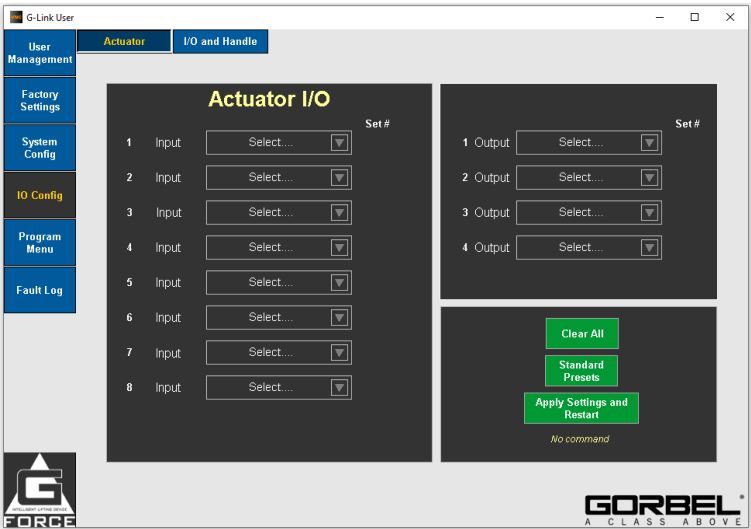 G-Link User
User
Management
Factory
Settings
System
Config
IO Config
Program
Menu
Fault Log
Actuator
I/O and Handle
Actuator I/O
Set #
1 Input Select....
2 Input Select....
3 Input Select....
4 Input Select....
5 Input Select....
6 Input Select....
7 Input Select....
8 Input Select....
Set #
1 Output Select....
2 Output Select....
3 Output Select....
4 Output Select....
Clear All
Standard
Presets
Apply Settings and
Restart
No command
G
INTELLIGENT LIFTING DEVICE
FORCE
GORBEL
A CLASS ABOVE